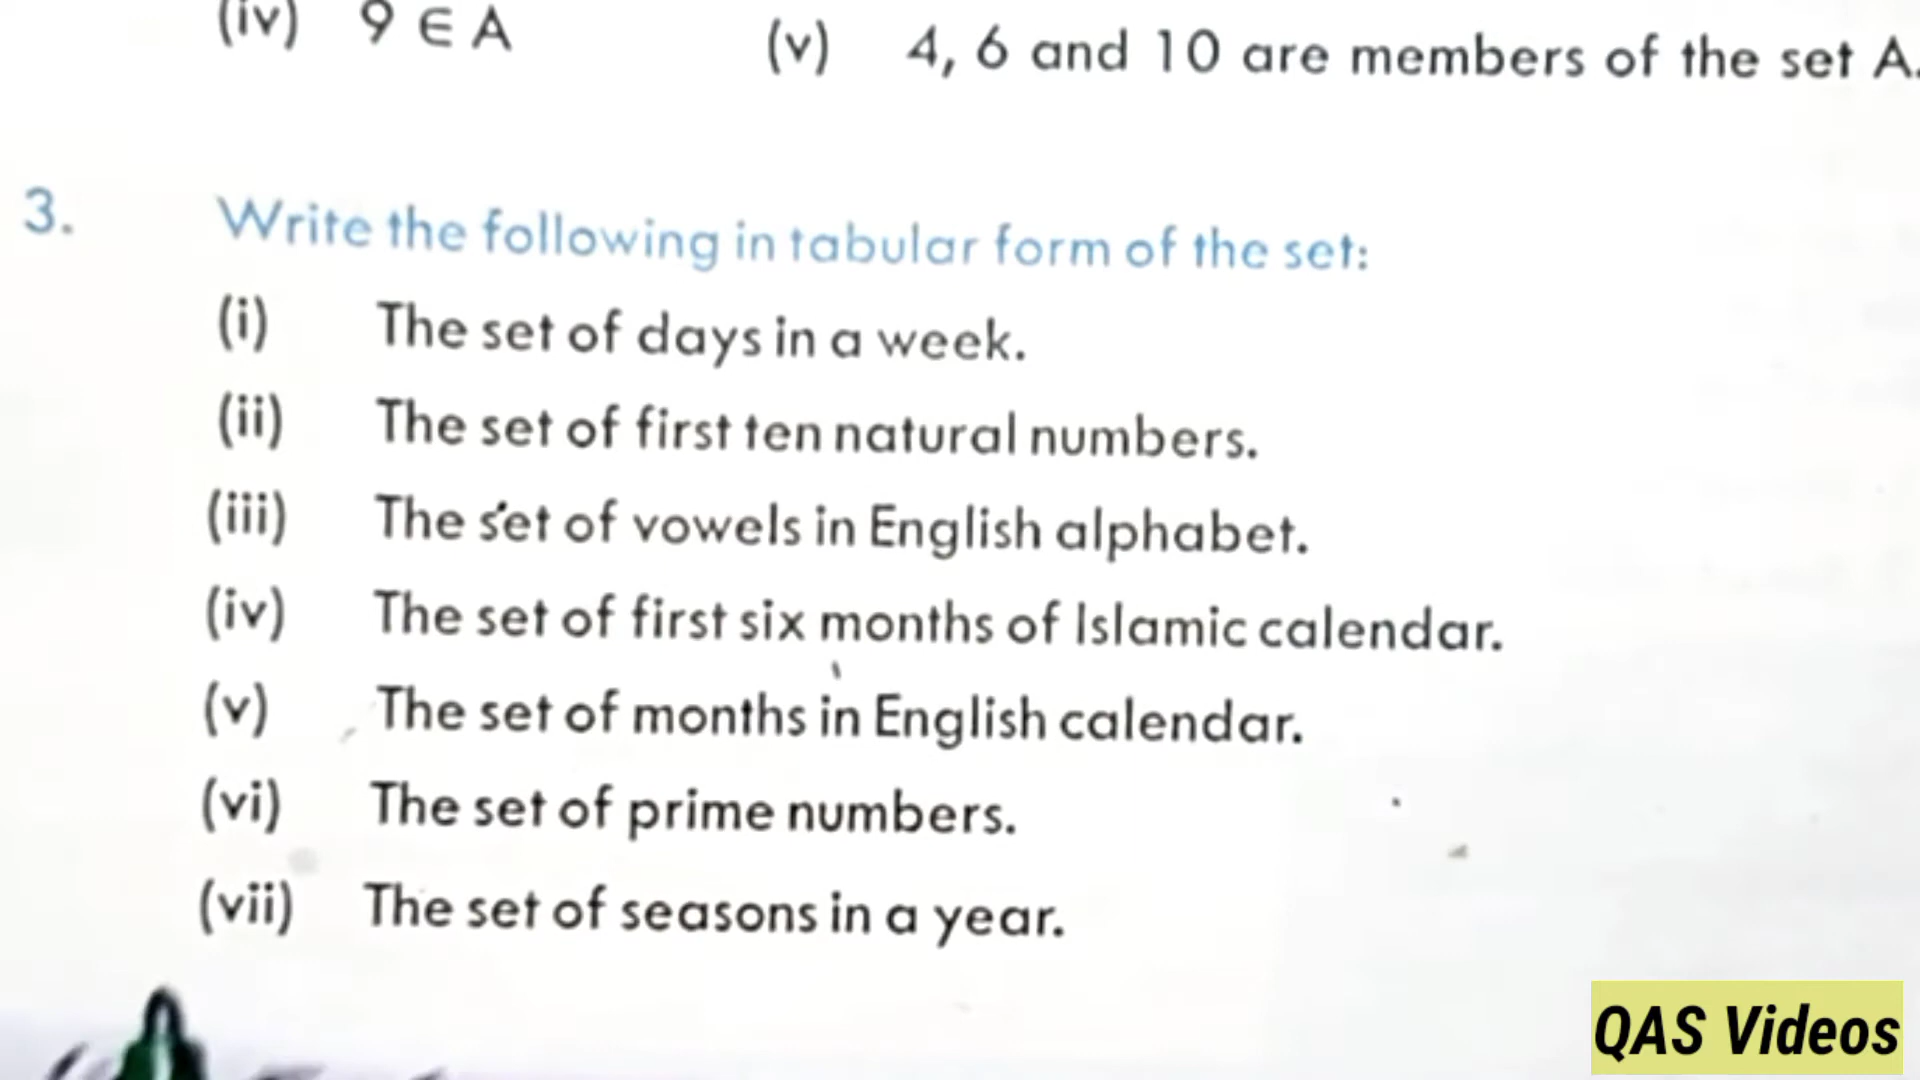 (iv) 9 ∈ A (v) 4, 6 and 10 are members of the set A.
3. Write the following in tabular form of the set:
(i) The set of days in a week.
(ii) The set of first ten natural numbers.
(iii) The set of vowels in English alphabet.
(iv) The set of first six months of Islamic calendar.
(v) The set of months in English calendar.
(vi) The set of prime numbers.
(vii) The set of seasons in a year.
QAS Videos